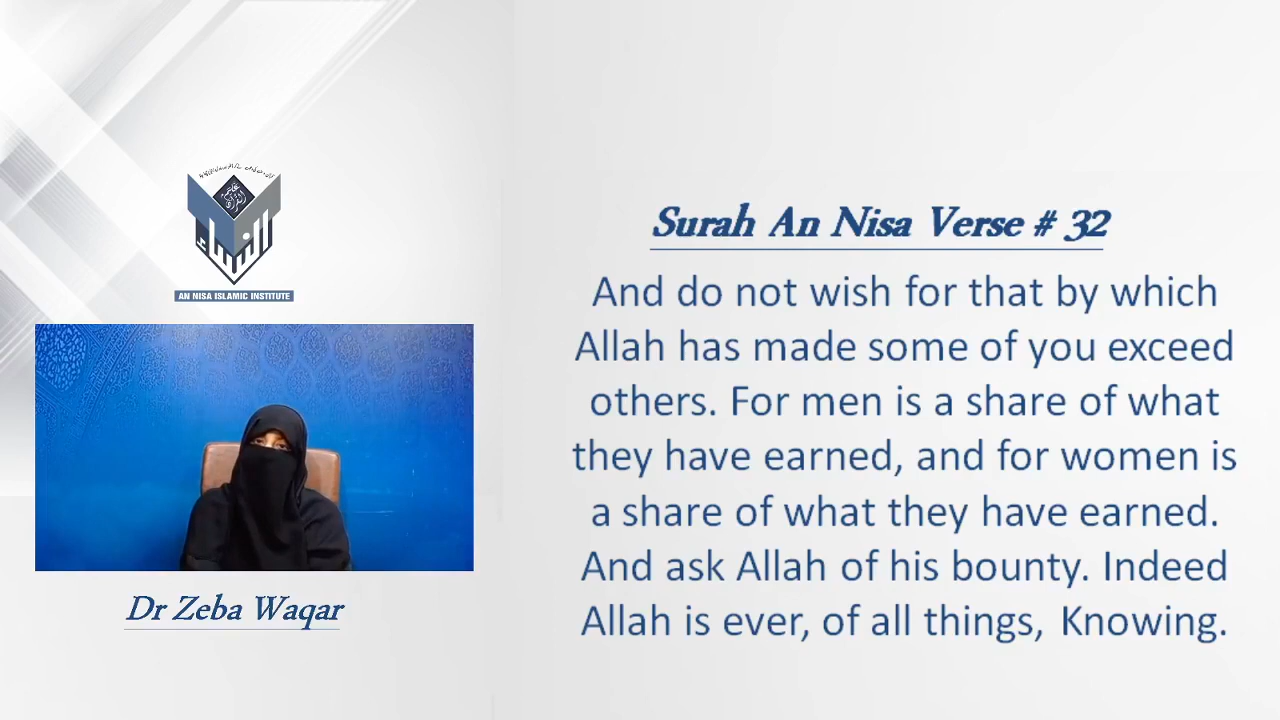 AN NISA ISLAMIC INSTITUTE
Dr Zeba Waqar
Surah An Nisa Verse # 32
And do not wish for that by which
Allah has made some of you exceed
others. For men is a share of what
they have earned, and for women is
a share of what they have earned.
And ask Allah of his bounty. Indeed
Allah is ever, of all things, Knowing.